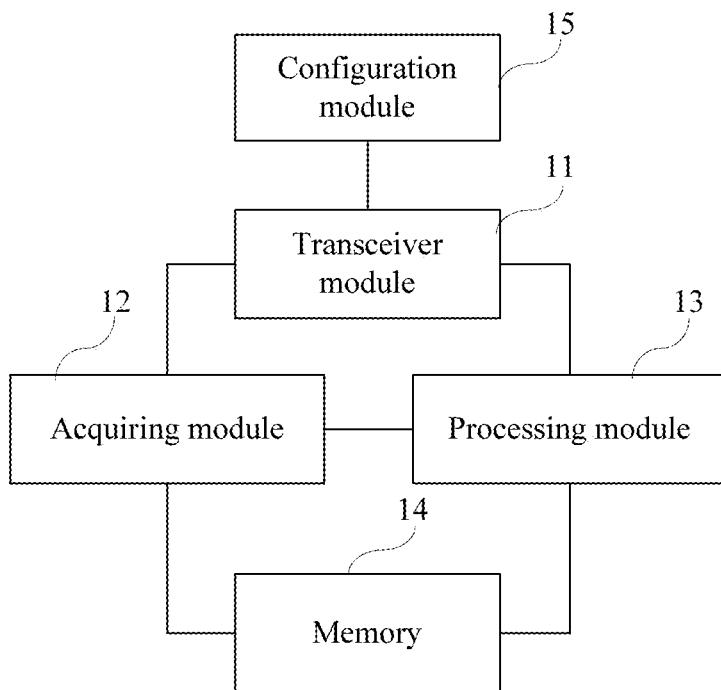 15
Configuration
module
11
Transceiver
module
12
13
Acquiring module
Processing module
14
Memory